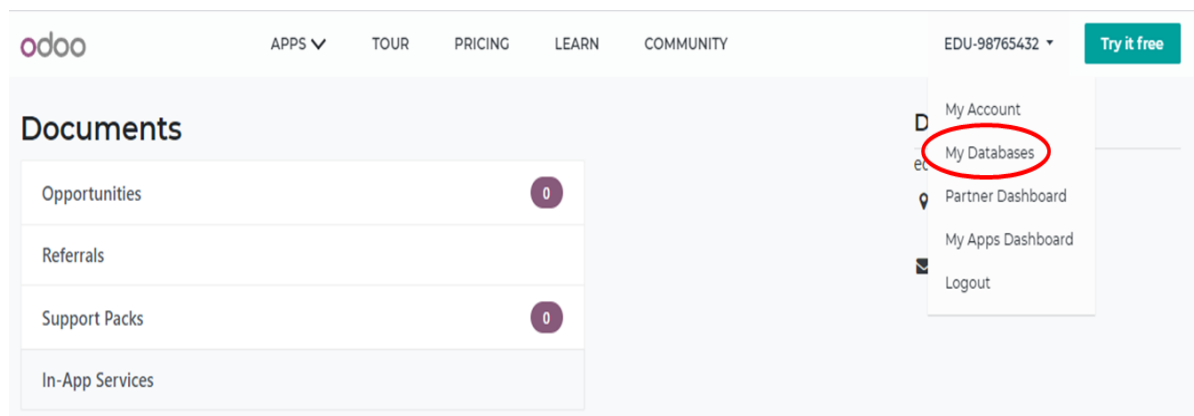 odoo
APPS
TOUR
PRICING
LEARN
COMMUNITY
EDU-98765432
Try it free
Documents
Opportunities
0
Referrals
Support Packs
0
In-App Services
My Account
My Databases
Partner Dashboard
My Apps Dashboard
Logout